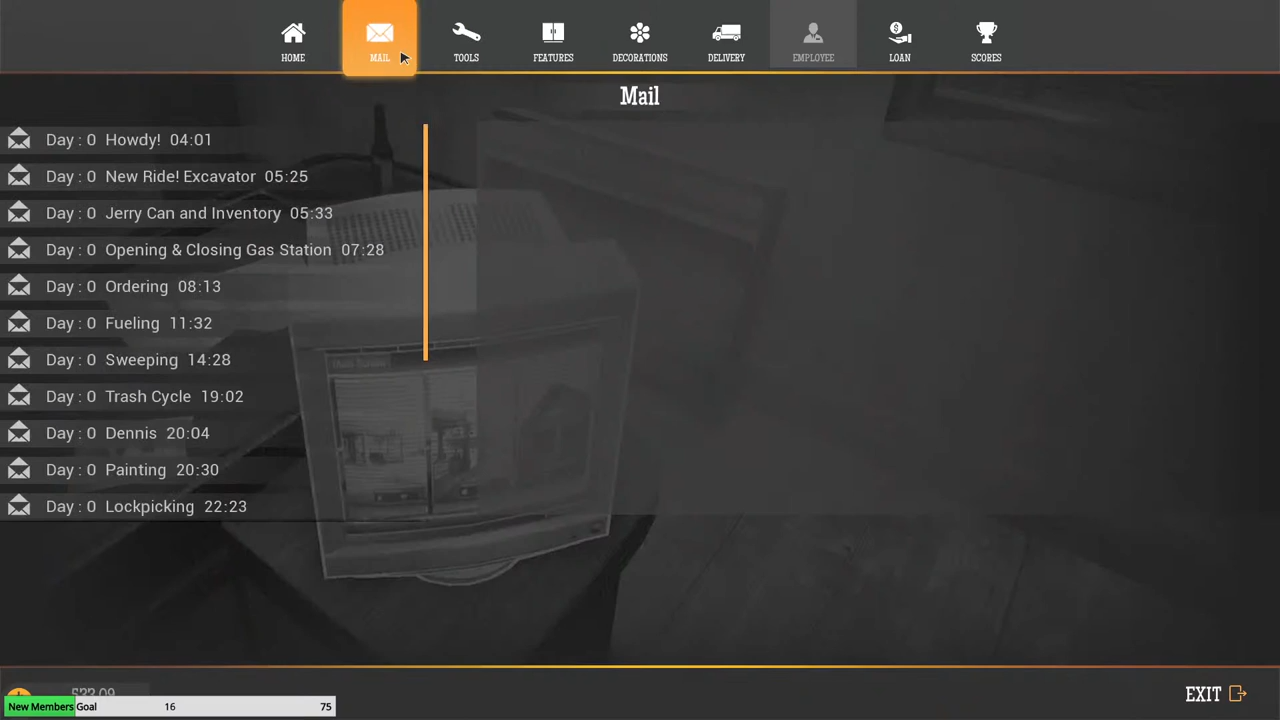 HOME MAIL TOOLS FEATURES DECORATIONS DELIVERY EMPLOYEE LOAN SCORES
Mail
Day : 0 Howdy! 04:01
Day : 0 New Ride! Excavator 05:25
Day : 0 Jerry Can and Inventory 05:33
Day : 0 Opening & Closing Gas Station 07:28
Day : 0 Ordering 08:13
Day : 0 Fueling 11:32
Day : 0 Sweeping 14:28
Day : 0 Trash Cycle 19:02
Day : 0 Dennis 20:04
Day : 0 Painting 20:30
Day : 0 Lockpicking 22:23
EXIT
New Members Goal 16 75